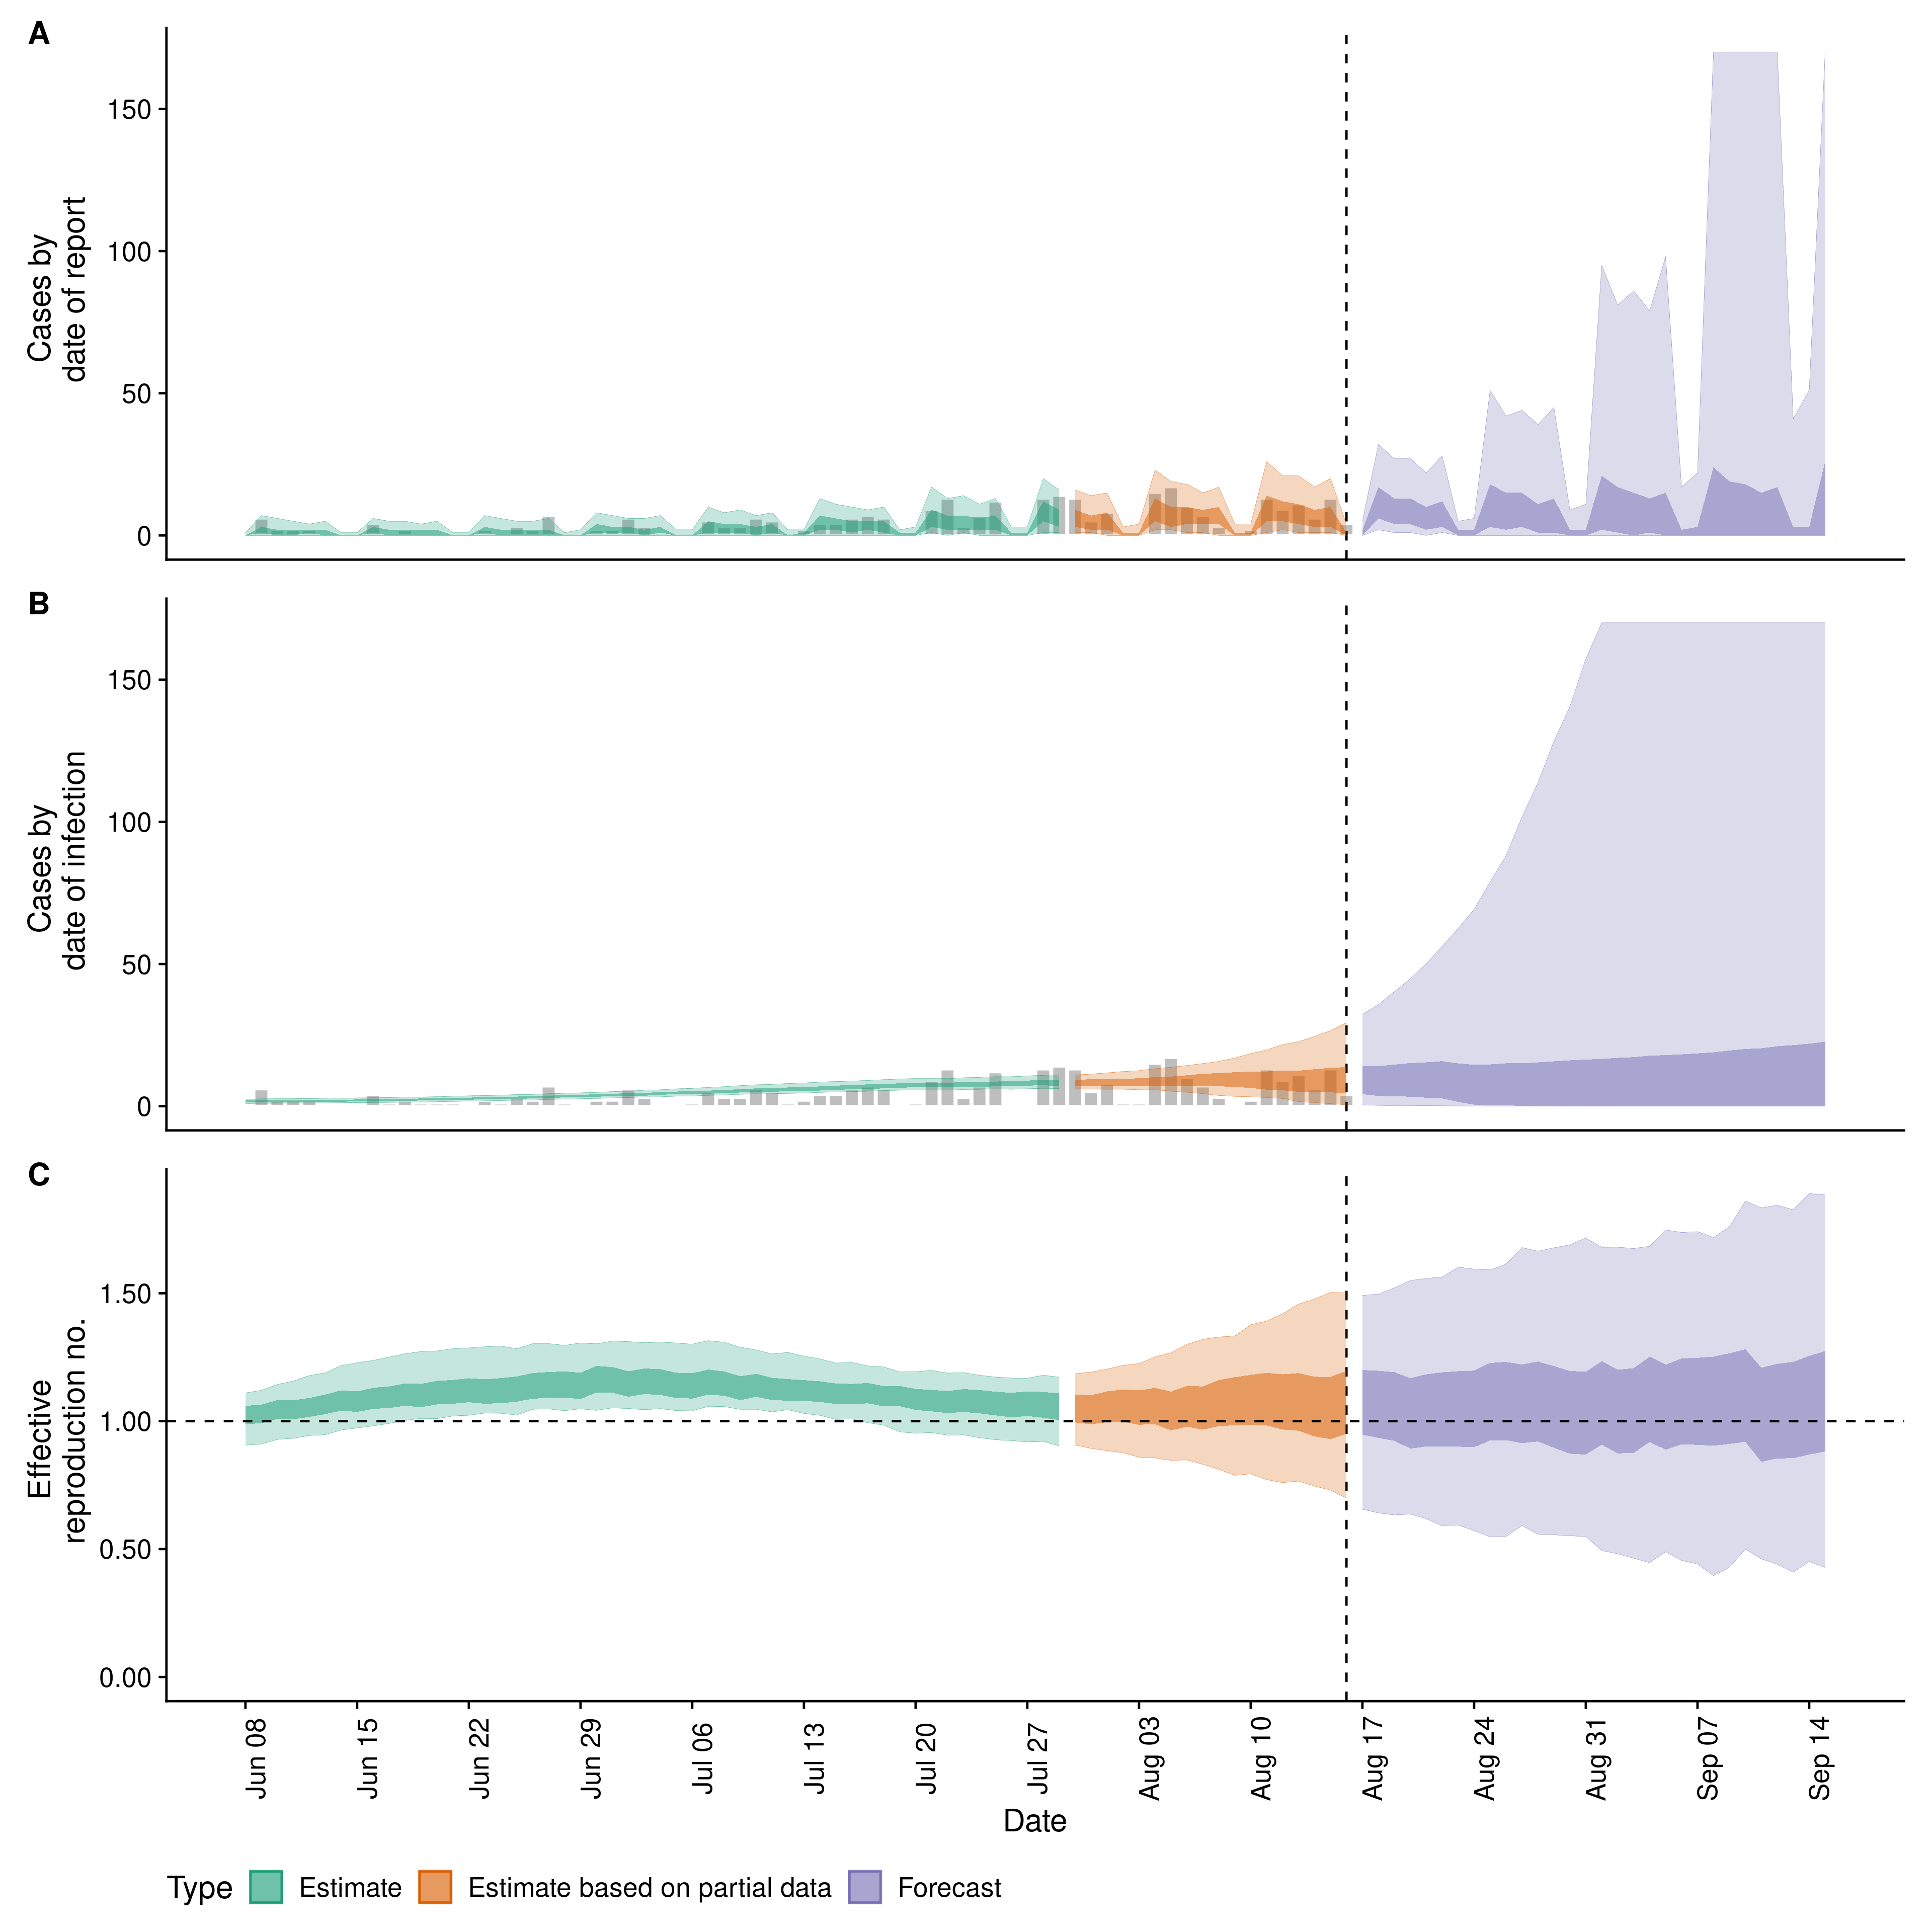 A
Cases by
date of report
150
100
50
0
B
Cases by
date of infection
150
100
50
0
C
Effective
reproduction no.
1.50
1.00
0.50
0.00
Jun 08
Jun 15
Jun 22
Jun 29
Jul 06
Jul 13
Jul 20
Jul 27
Aug 03
Aug 10
Aug 17
Aug 24
Aug 31
Sep 07
Sep 14
Date
Type Estimate Estimate based on partial data Forecast